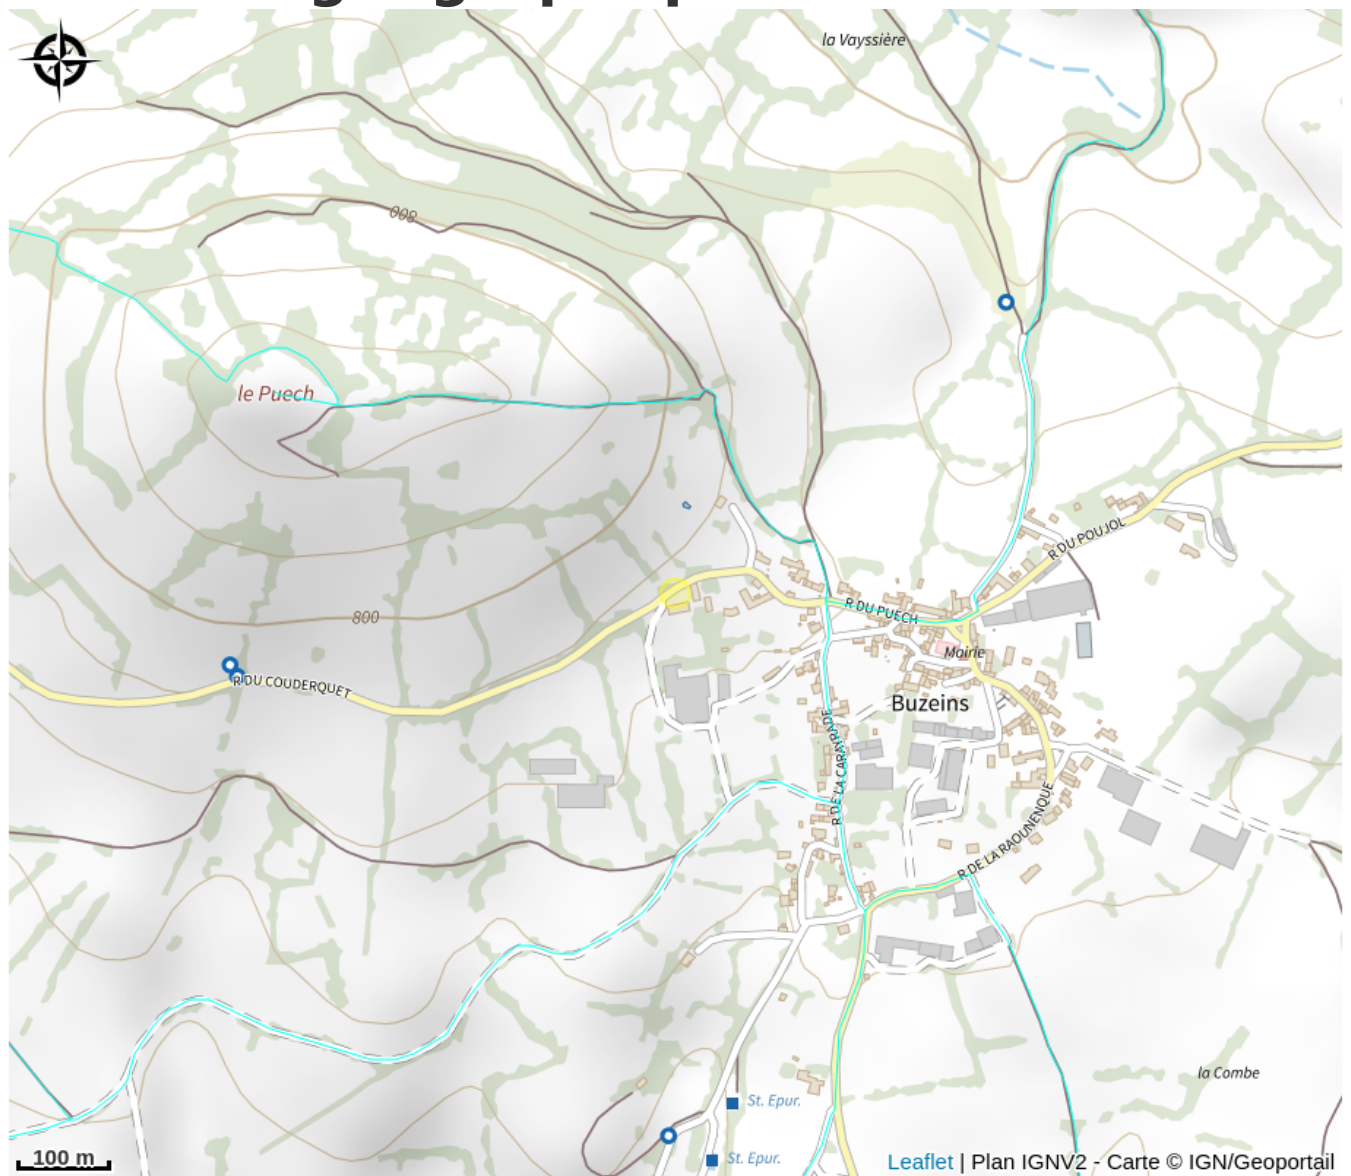 la Vayssière
800
le Puech
R DU POUJOL
R DU PUECH
800
Mairie
R DU COUDERQUET
Buzeins
R DE LA CARAYRADE
R DE LA RAOUNENQUE
la Combe
St. Epur.
St. Epur.
100 m
Leaflet | Plan IGNV2 - Carte © IGN/Geoportail